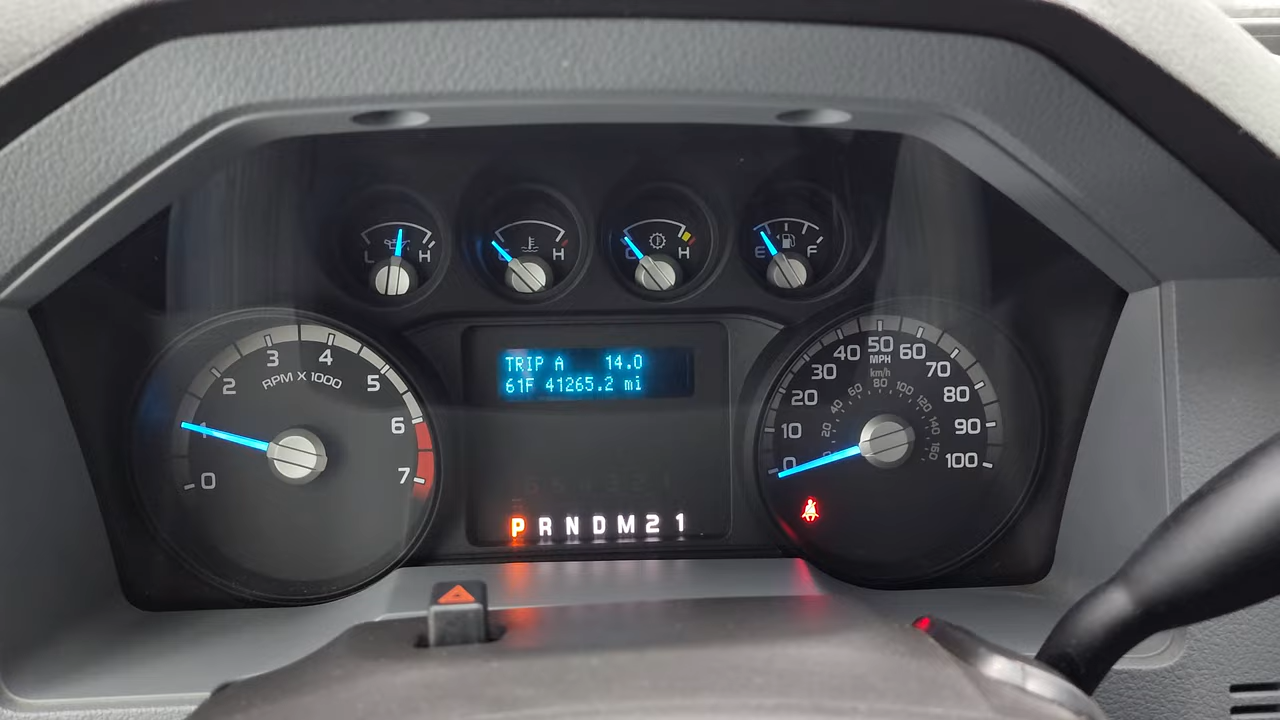 L H
H
C H
E F
0 1 2 3 4 5 6 7
RPM X 1000
TRIP A 14.0
61F 41265.2 mi
P R N D M 2 1
0 10 20 30 40 50 60 70 80 90 100
MPH
km/h
20 40 60 80 100 120 140 160